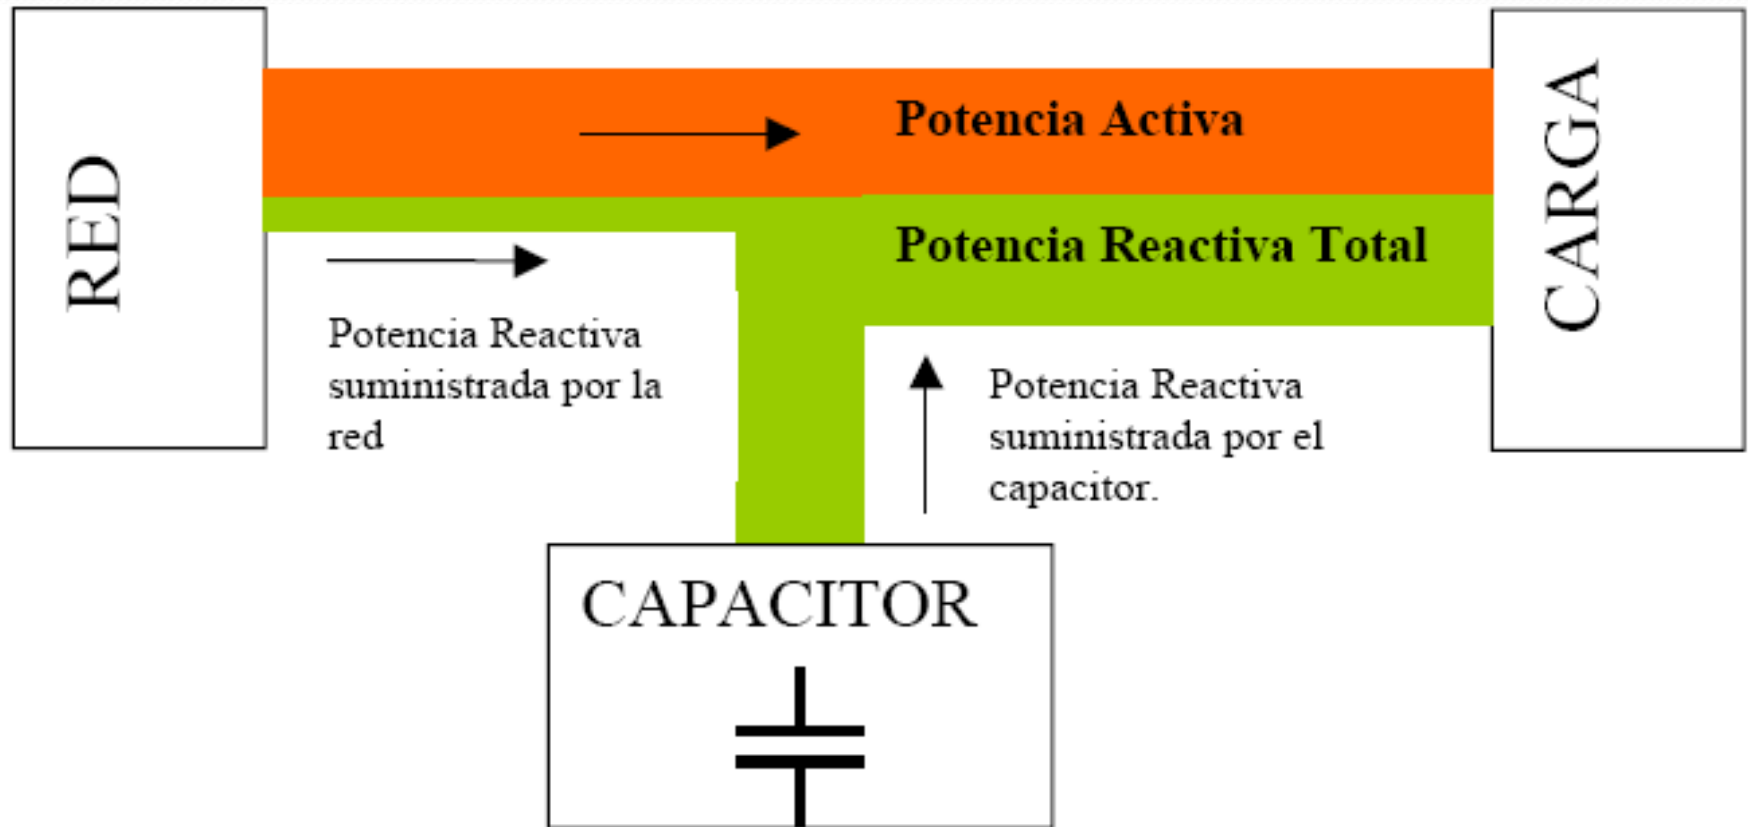 RED
Potencia Activa
Potencia Reactiva Total
CARGA
Potencia Reactiva
suministrada por la
red
Potencia Reactiva
suministrada por el
capacitor.
CAPACITOR